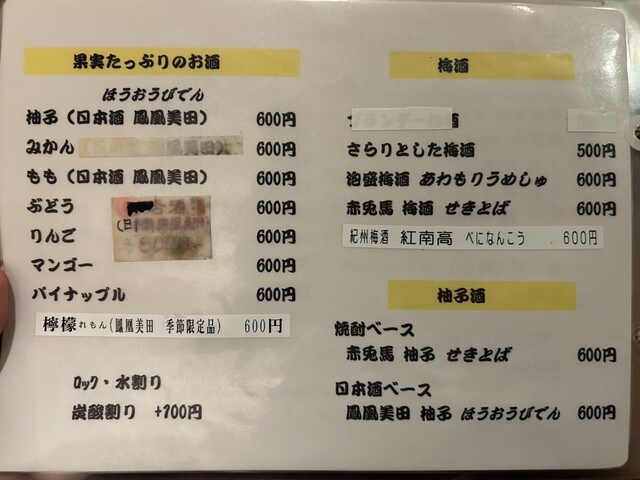 果実たっぷりのお酒
ほうおうびでん
柚子（日本酒 鳳凰美田） 600円
みかん 600円
もも（日本酒 鳳凰美田） 600円
ぶどう 600円
りんご 600円
マンゴー 600円
パイナップル 600円
檸檬れもん(鳳凰美田 季節限定品) 600円
ロック・水割り
炭酸割り +100円
梅酒
さらりとした梅酒 500円
泡盛梅酒 あわもりうめしゅ 600円
赤兎馬 梅酒 せきとば 600円
紀州梅酒 紅南高 べになんこう . 600円
柚子酒
焼酎ベース
赤兎馬 柚子 せきとば 600円
日本酒ベース
鳳凰美田 柚子 ほうおうびでん 600円